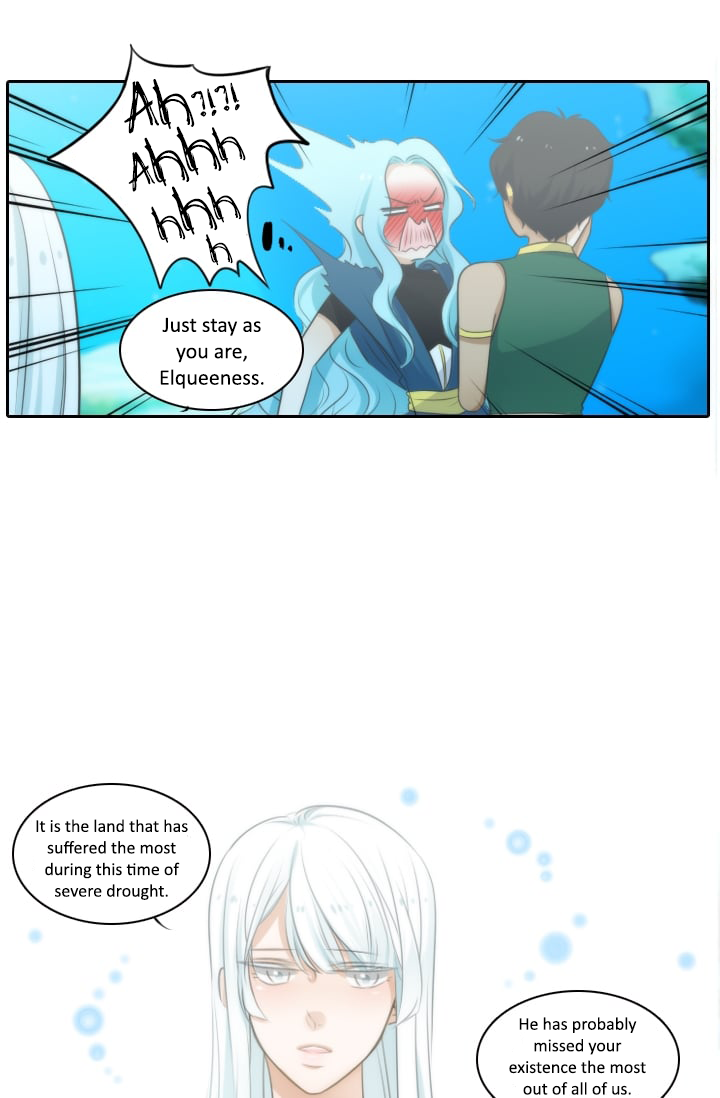 Ah?!?!
Ahhh
hhh
h
Just stay as
you are,
Elqueeness.
It is the land that has
suffered the most
during this time of
severe drought.
He has probably
missed your
existence the most
out of all of us.